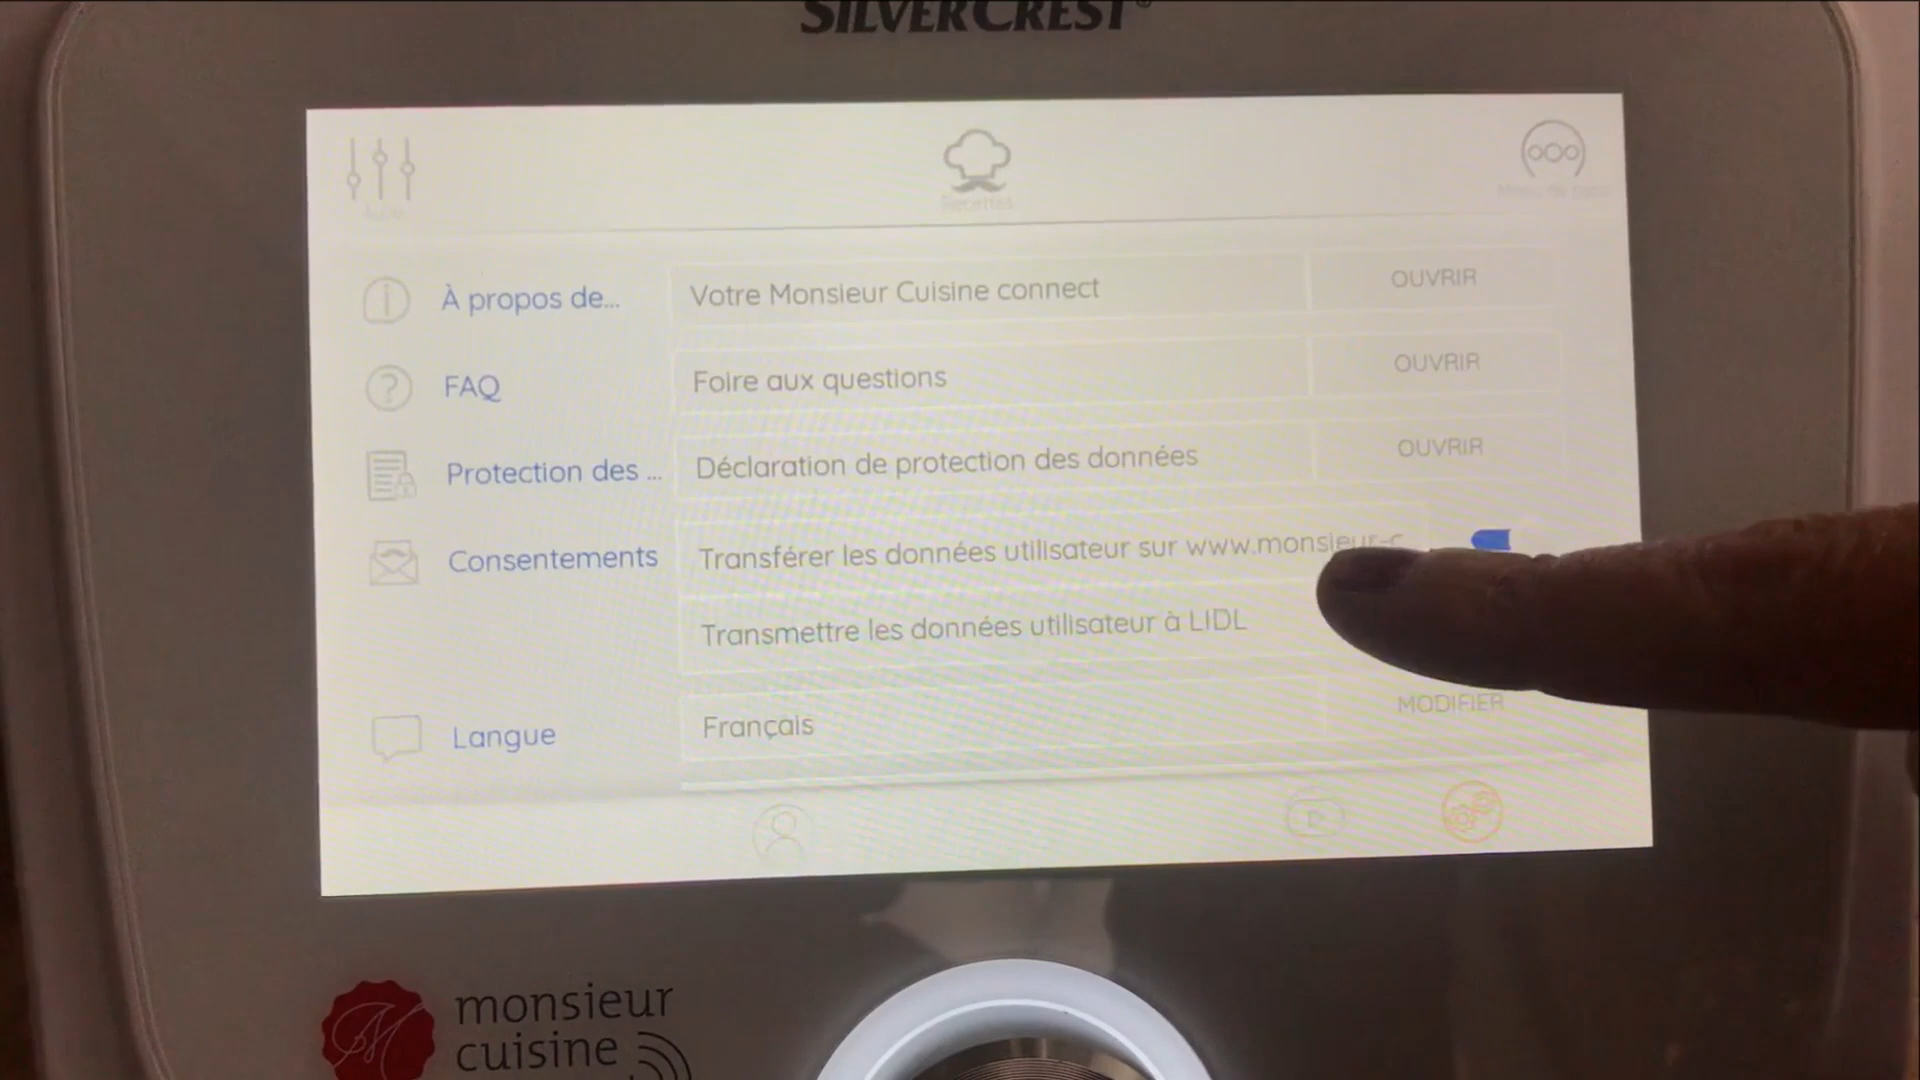 SILVERCREST®
Recettes
À propos de...
Votre Monsieur Cuisine connect
OUVRIR
FAQ
Foire aux questions
OUVRIR
Protection des ...
Déclaration de protection des données
OUVRIR
Consentements
Transférer les données utilisateur sur www.monsieur-c
Transmettre les données utilisateur à LIDL
Langue
Français
MODIFIER
monsieur
cuisine